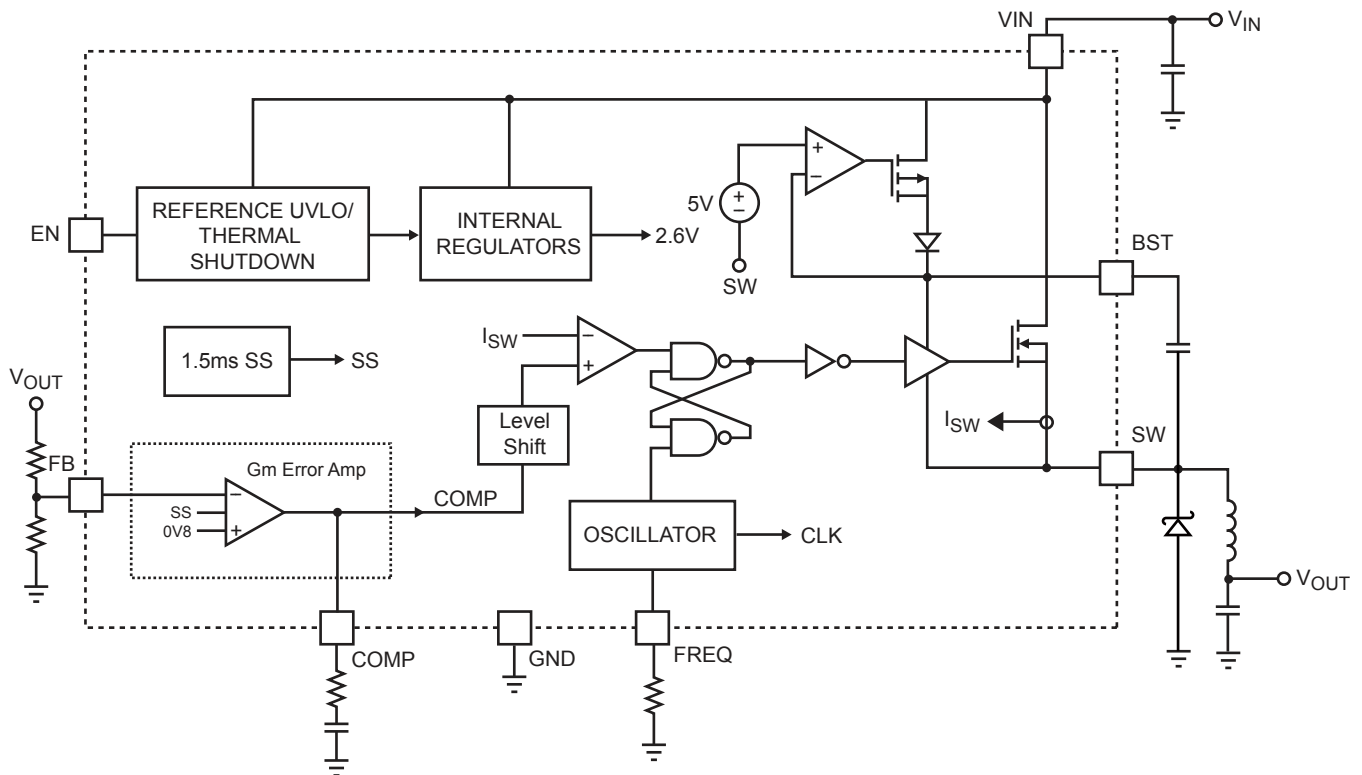 VIN
V_IN
EN
REFERENCE UVLO/
THERMAL
SHUTDOWN
INTERNAL
REGULATORS
2.6V
5V
+
−
SW
+
−
BST
1.5ms SS
SS
I_SW
−
+
V_OUT
FB
Level
Shift
I_SW
SW
Gm Error Amp
−
SS
0V8
+
COMP
OSCILLATOR
CLK
V_OUT
COMP
GND
FREQ